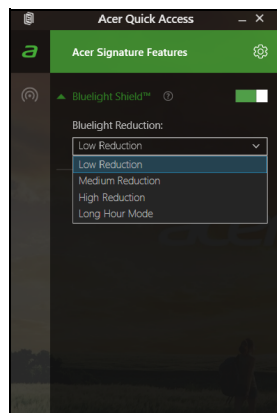 Acer Quick Access
Acer Signature Features
Bluelight Shield™
Bluelight Reduction:
Low Reduction
Low Reduction
Medium Reduction
High Reduction
Long Hour Mode